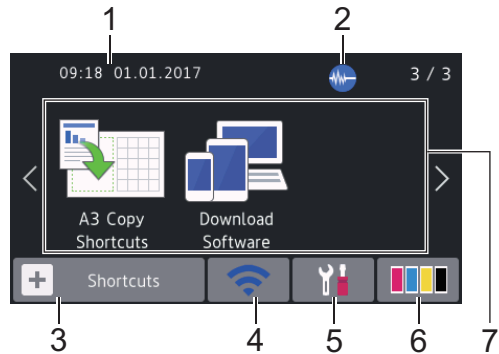 1
2
09:18 01.01.2017
3 / 3
A3 Copy
Shortcuts
Download
Software
Shortcuts
3
4
5
6
7